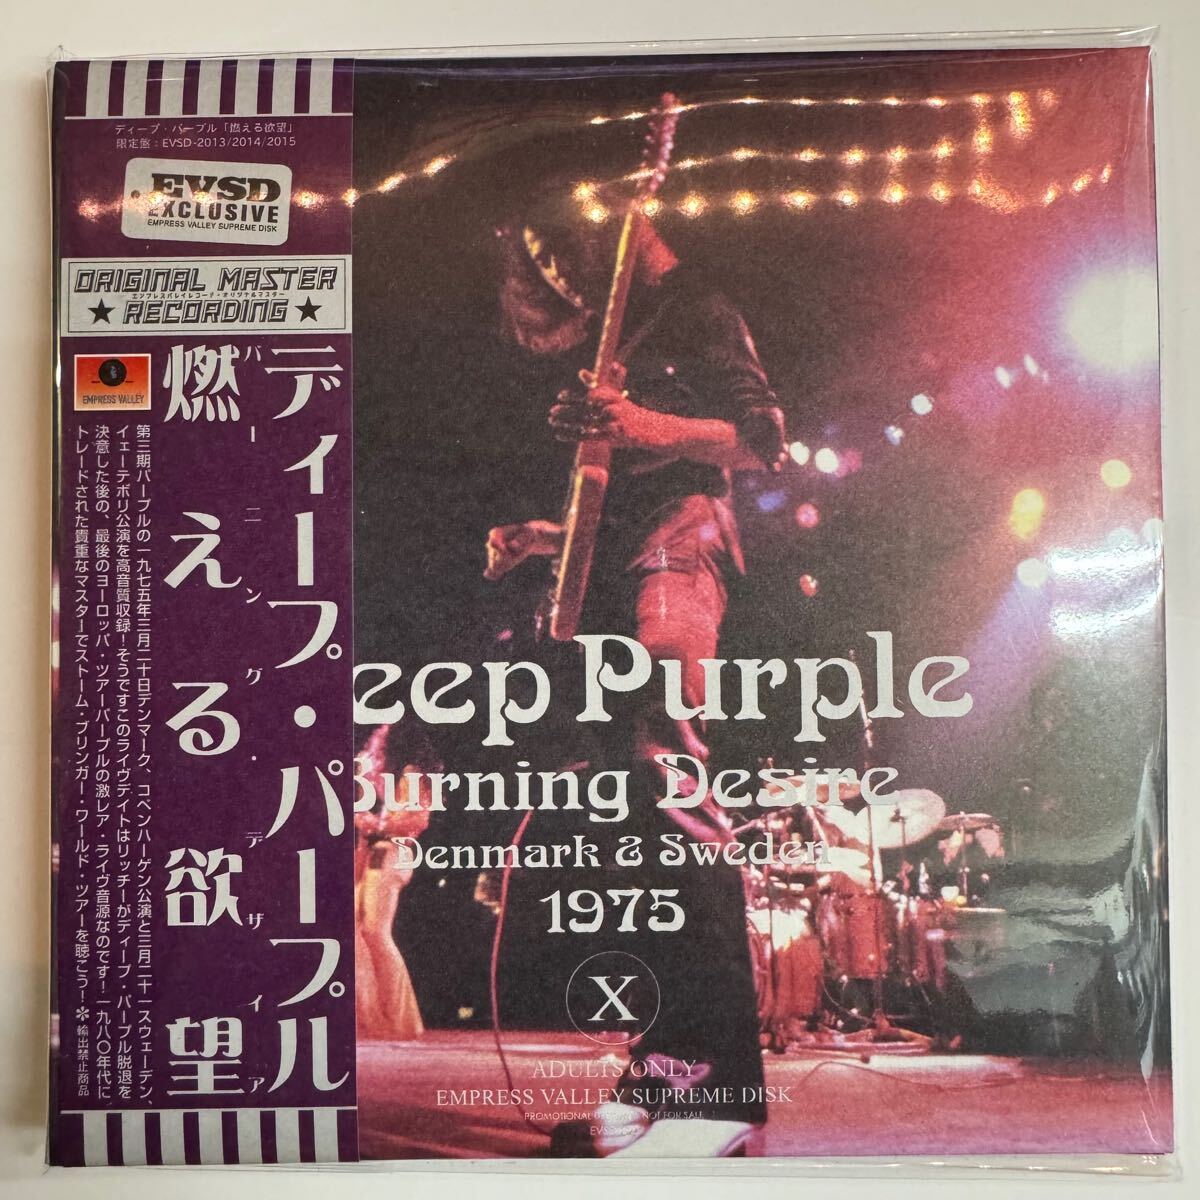 ディープ・パープル「燃える欲望」
限定盤：EVSD-2013/2014/2015
EVSD
EXCLUSIVE
EMPRESS VALLEY SUPREME DISK
ORIGINAL MASTER
エンプレスバレイレコード・オリジナルマスター
★ RECORDING ★
EMPRESS VALLEY
ディープ・パープル
バーニング・デザイア
燃える欲望
第三期パープルの一九七五年三月二十日デンマーク、コペンハーゲン公演と三月二十一スウェーデン、
イェーテボリ公演を高音質収録！そうですこのライヴデイトはリッチーがディープ・パープル脱退を
決意した後の、最後のヨーロッパ・ツアーパープルの激レア・ライヴ音源なのです！一九八〇年代に
トレードされた貴重なマスターでストーム・ブリンガー・ワールド・ツアーを聴こう！✽輸出禁止商品
eep Purple
Burning Desire
Denmark & Sweden
1975
X
ADULTS ONLY
EMPRESS VALLEY SUPREME DISK
PROMOTIONAL NOT FOR SALE